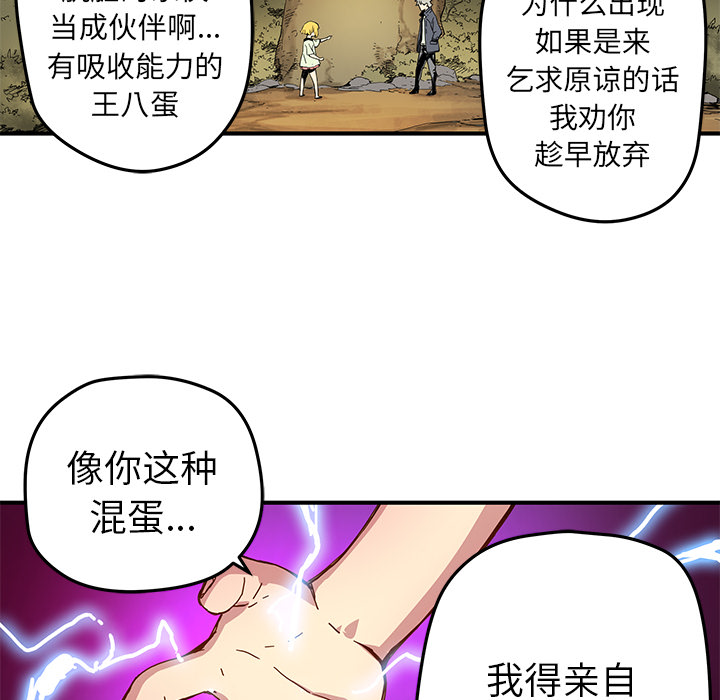 当成伙伴啊...
有吸收能力的
王八蛋
为什么出现
如果是来
乞求原谅的话
我劝你
趁早放弃
像你这种
混蛋...
我得亲自